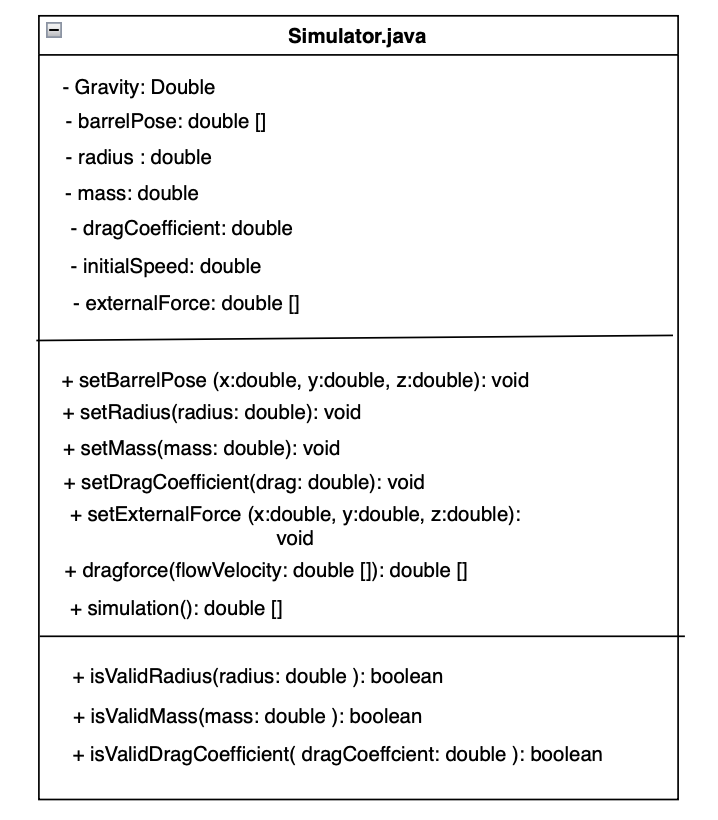 Simulator.java
- Gravity: Double
- barrelPose: double []
- radius : double
- mass: double
- dragCoefficient: double
- initialSpeed: double
- externalForce: double []
+ setBarrelPose (x:double, y:double, z:double): void
+ setRadius(radius: double): void
+ setMass(mass: double): void
+ setDragCoefficient(drag: double): void
+ setExternalForce (x:double, y:double, z:double):
void
+ dragforce(flowVelocity: double []): double []
+ simulation(): double []
+ isValidRadius(radius: double ): boolean
+ isValidMass(mass: double ): boolean
+ isValidDragCoefficient( dragCoeffcient: double ): boolean